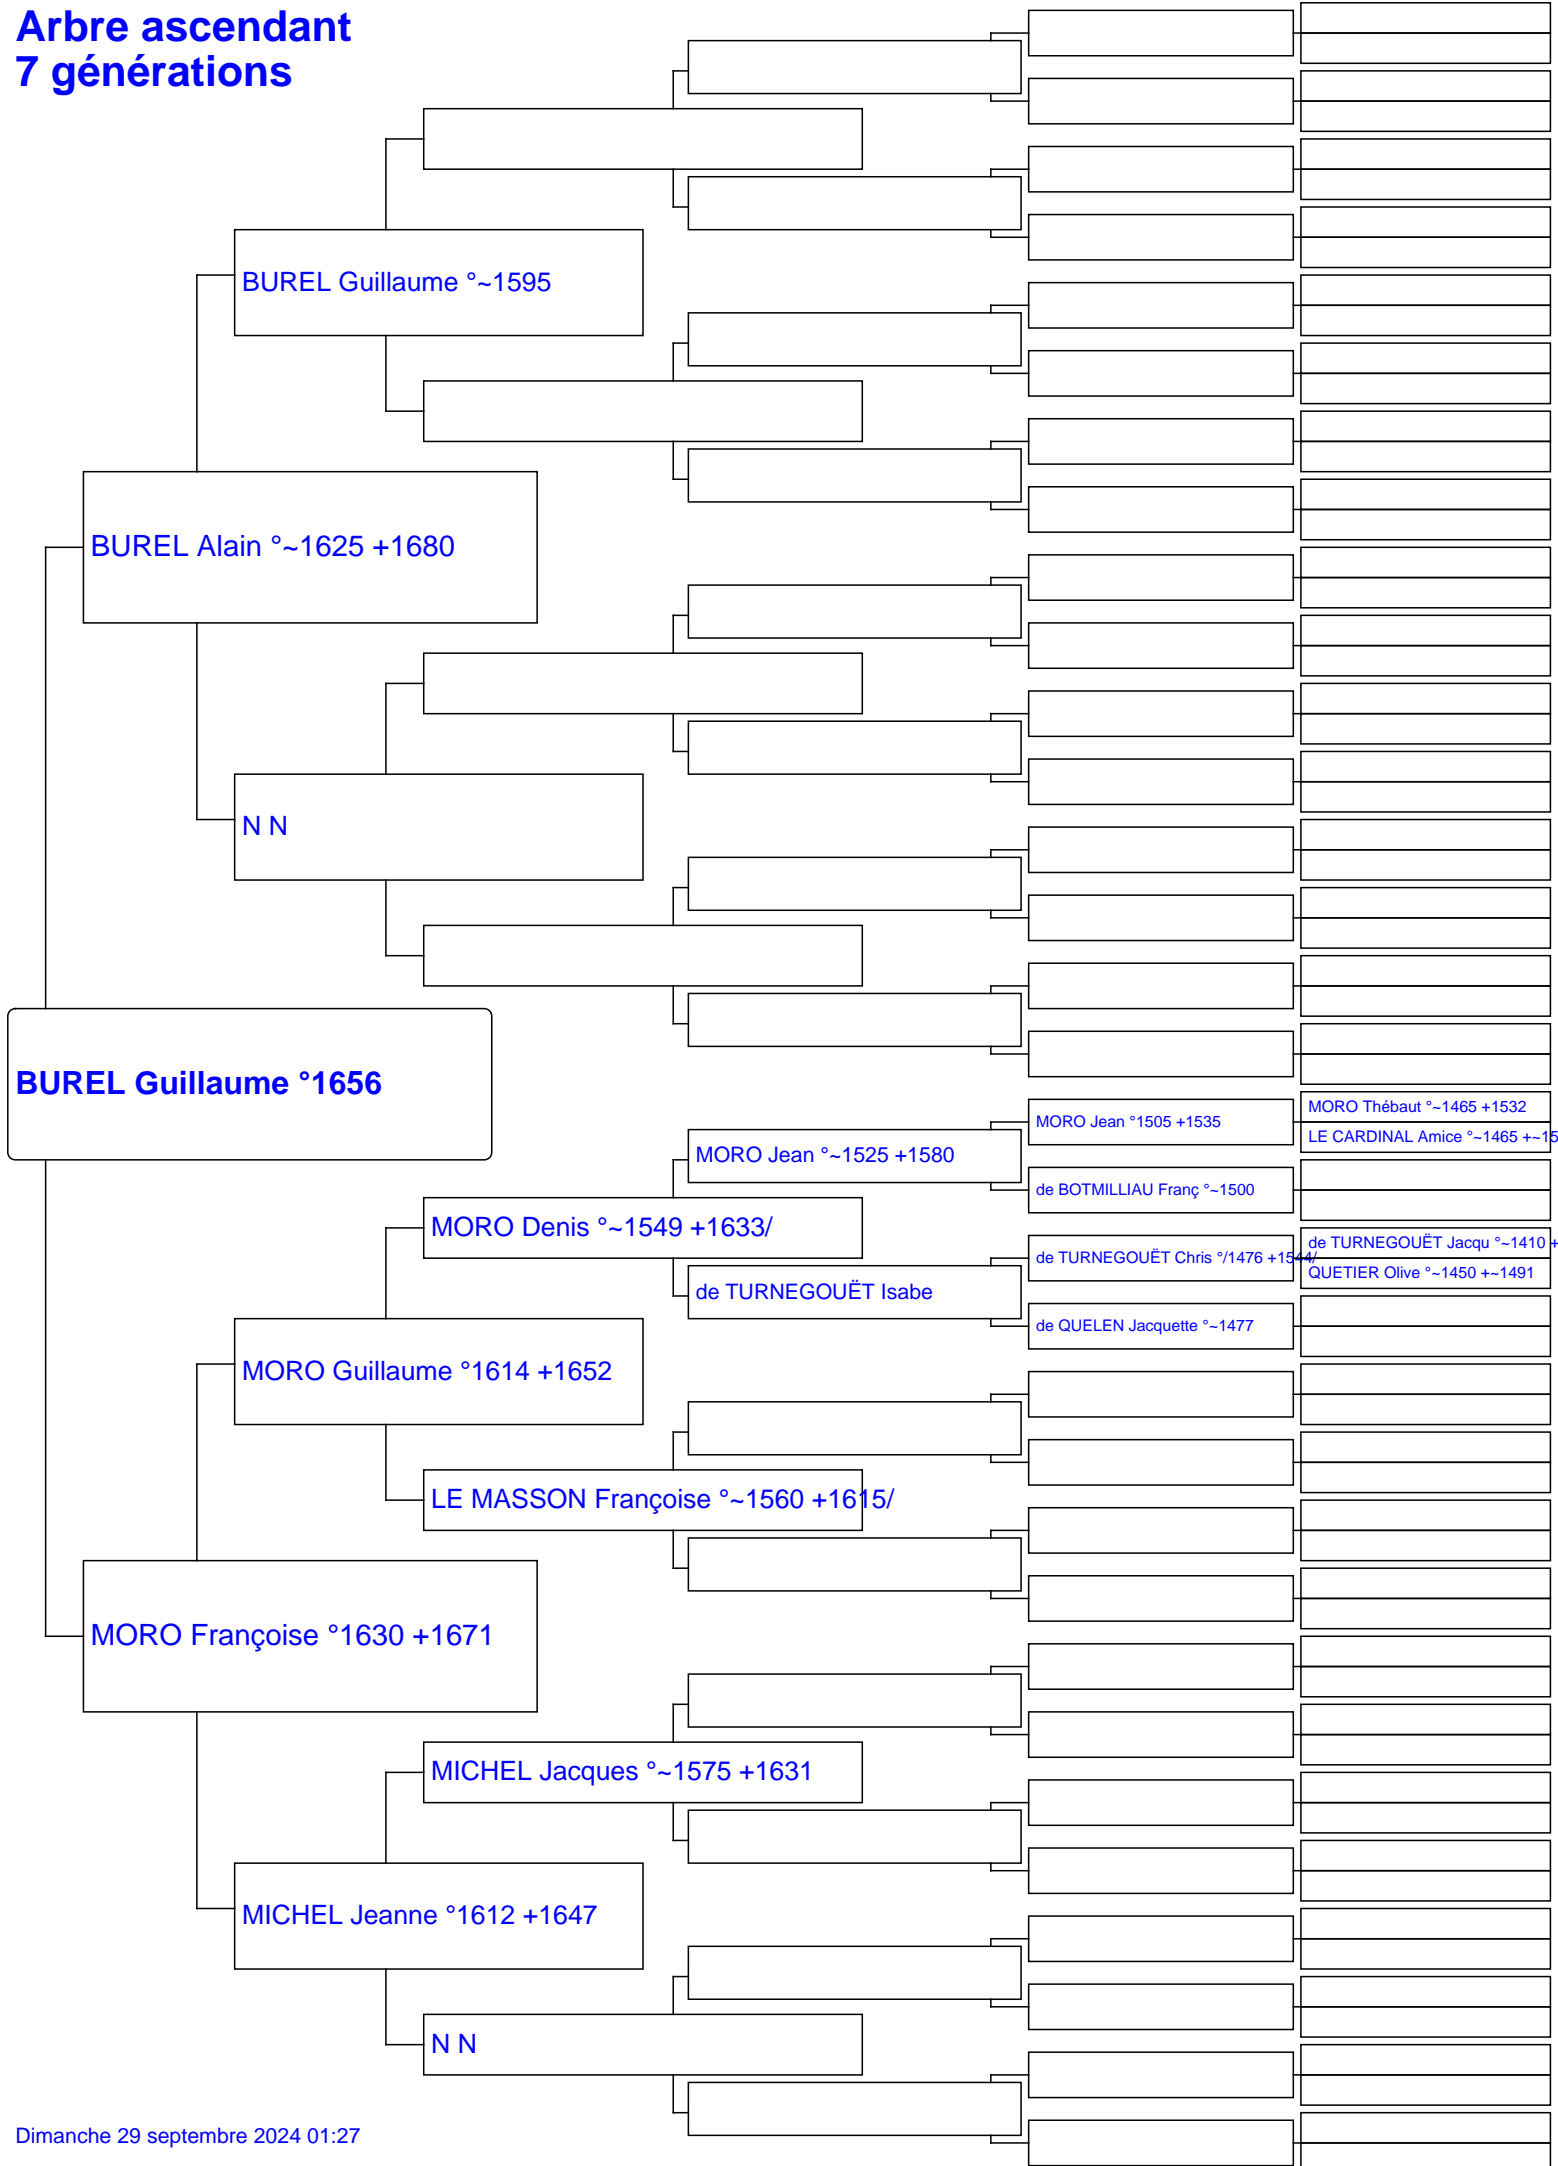 Arbre ascendant
7 générations
BUREL Guillaume °~1595
BUREL Alain °~1625 +1680
N N
BUREL Guillaume °1656
MORO Thébaut °~1465 +1532
MORO Jean °1505 +1535
LE CARDINAL Amice °~1465 +~15
MORO Jean °~1525 +1580
de BOTMILLIAU Franç °~1500
MORO Denis °~1549 +1633/
de TURNEGOUËT Jacqu °~1410 +
de TURNEGOUËT Chris °/1476 +1544/
QUETIER Olive °~1450 +~1491
de TURNEGOUËT Isabe
de QUELEN Jacquette °~1477
MORO Guillaume °1614 +1652
LE MASSON Françoise °~1560 +1615/
MORO Françoise °1630 +1671
MICHEL Jacques °~1575 +1631
MICHEL Jeanne °1612 +1647
N N
Dimanche 29 septembre 2024 01:27